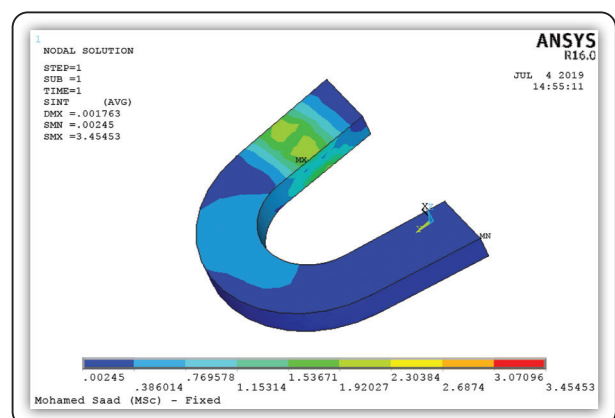 1
NODAL SOLUTION
STEP=1
SUB =1
TIME=1
SINT (AVG)
DMX =.001763
SMN =.00245
SMX =3.45453
ANSYS
R16.0
JUL 4 2019
14:55:11
MX
X
MN
.00245 .769578 1.53671 2.30384 3.07096
.386014 1.15314 1.92027 2.6874 3.45453
Mohamed Saad (MSc) - Fixed